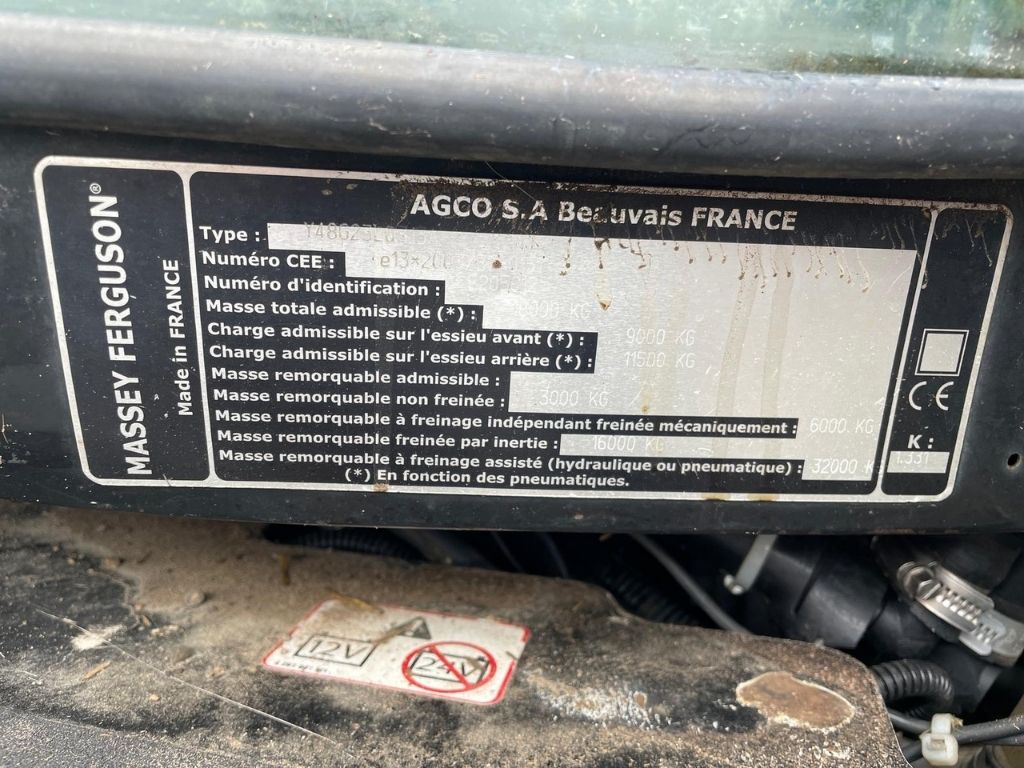 MASSEY FERGUSON®
Made in FRANCE
AGCO S.A Beauvais FRANCE
Type :
Numéro CEE :
Numéro d'identification :
Masse totale admissible (*) : KG
Charge admissible sur l'essieu avant (*) : 9000 KG
Charge admissible sur l'essieu arrière (*) : 11500 KG
Masse remorquable admissible :
Masse remorquable non freinée : 3000 KG
Masse remorquable à freinage indépendant freinée mécaniquement : 6000. KG
Masse remorquable freinée par inertie : 16000 KG
Masse remorquable à freinage assisté (hydraulique ou pneumatique) : 32000 K
(*) En fonction des pneumatiques.
CE
K :
1.331
12V
24V